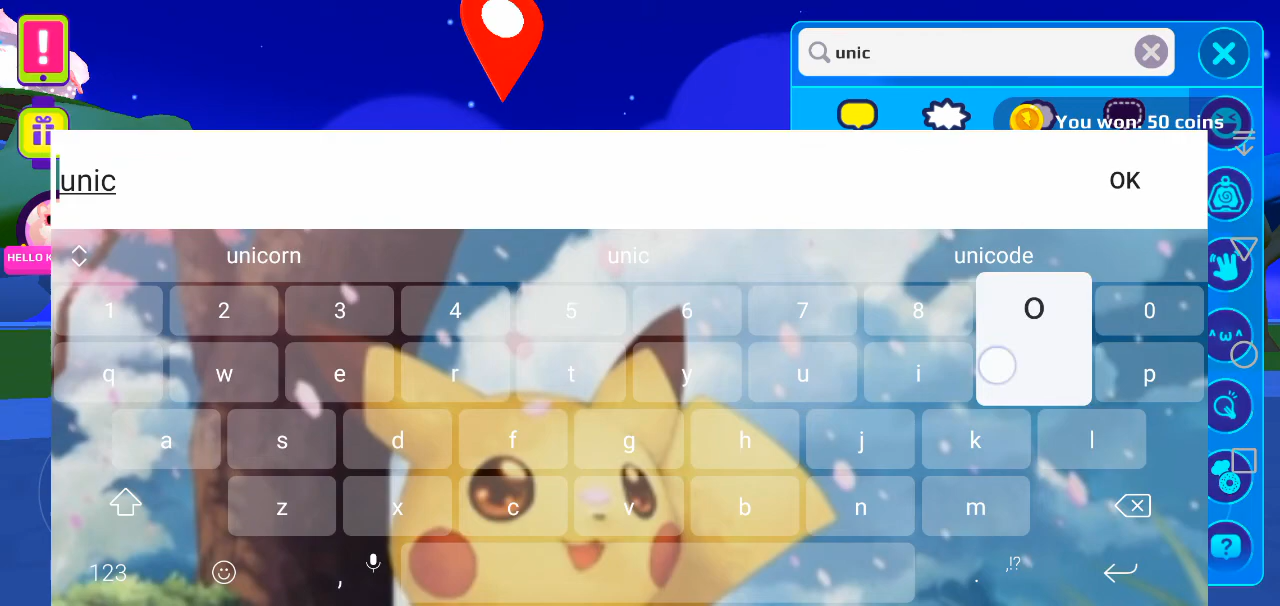 unic
You won: 50 coins
unic
OK
HELLO K
unicorn unic unicode
1 2 3 4 5 6 7 8 O 0
q w e r t y u i p
^ω^
a s d f g h j k l
z x c v b n m
?
123 , . ,!?